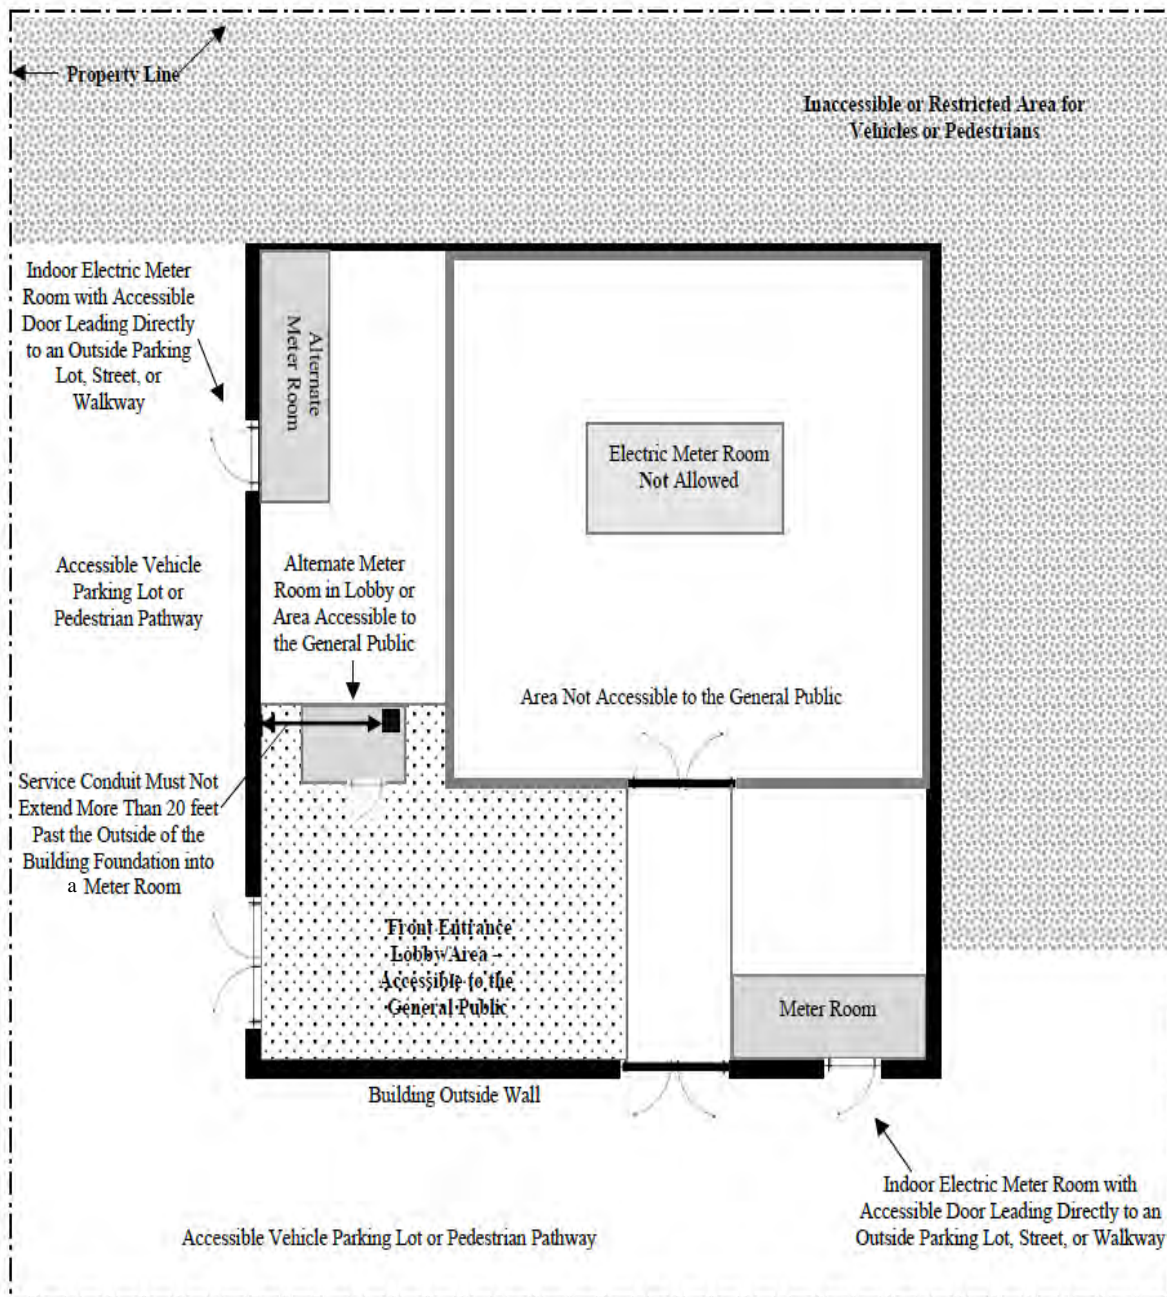 Property Line
Inaccessible or Restricted Area for
Vehicles or Pedestrians
Indoor Electric Meter
Room with Accessible
Door Leading Directly
to an Outside Parking
Lot, Street, or
Walkway
Alternate
Meter Room
Electric Meter Room
Not Allowed
Accessible Vehicle
Parking Lot or
Pedestrian Pathway
Alternate Meter
Room in Lobby or
Area Accessible to
the General Public
Area Not Accessible to the General Public
Service Conduit Must Not
Extend More Than 20 feet
Past the Outside of the
Building Foundation into
a Meter Room
Front Entrance
Lobby/Area –
Accessible to the
General Public
Meter Room
Building Outside Wall
Indoor Electric Meter Room with
Accessible Door Leading Directly to an
Outside Parking Lot, Street, or Walkway
Accessible Vehicle Parking Lot or Pedestrian Pathway